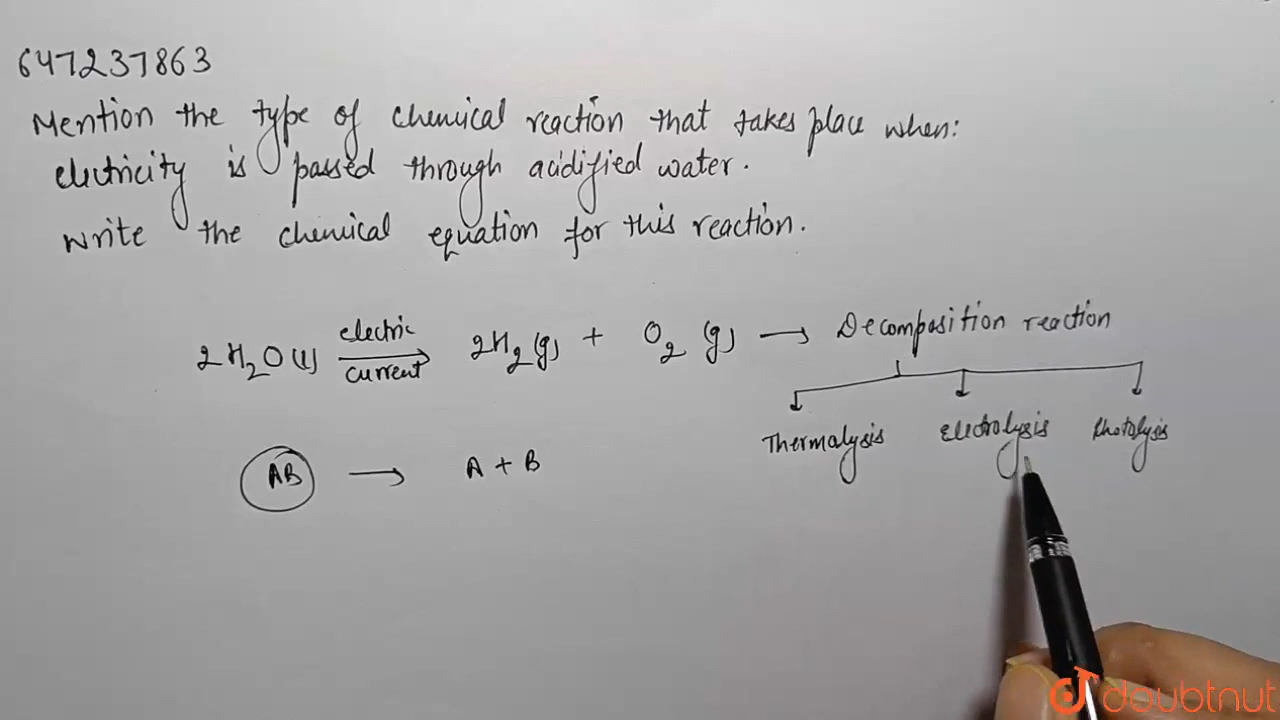 647237863
Mention the type of chemical reaction that takes place when:
electricity is passed through acidified water.
write the chemical equation for this reaction.
2H₂O(l) electric current → 2H₂(g) + O₂(g) → Decomposition reaction
Thermalysis Electrolysis Photolysis
AB → A + B
doubtnut